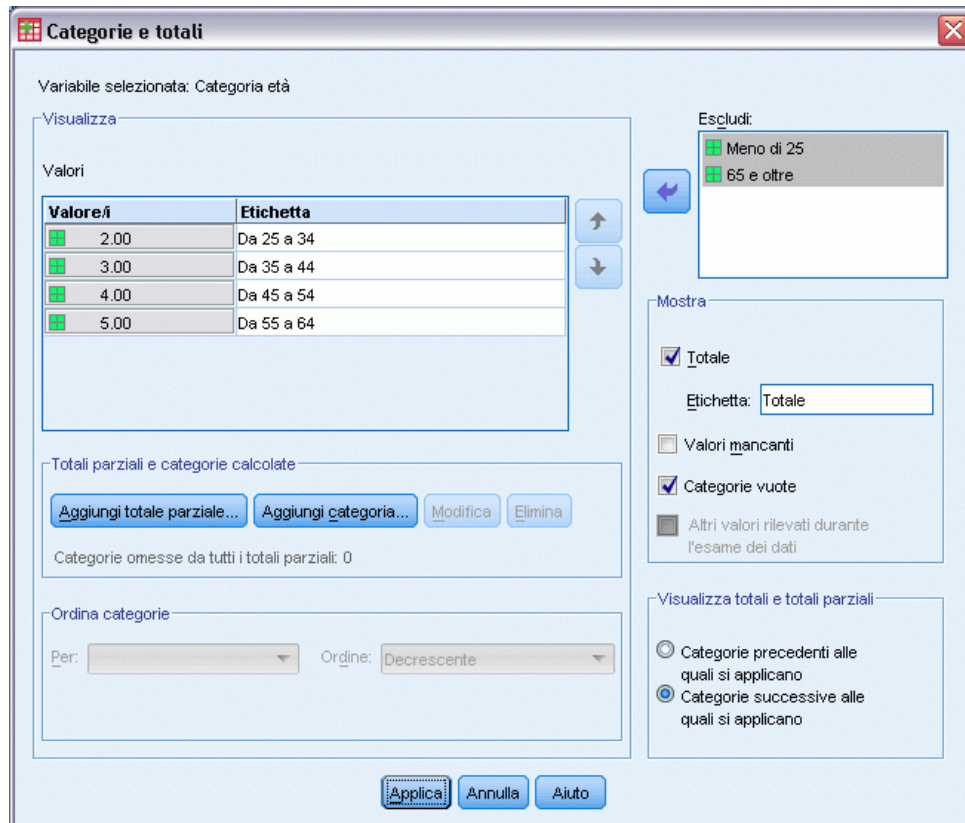 Categorie e totali
Variabile selezionata: Categoria età
Visualizza
Valori
Valore/i Etichetta
2.00 Da 25 a 34
3.00 Da 35 a 44
4.00 Da 45 a 54
5.00 Da 55 a 64
Totali parziali e categorie calcolate
Aggiungi totale parziale... Aggiungi categoria... Modifica Elimina
Categorie omesse da tutti i totali parziali: 0
Ordina categorie
Per: Ordine: Decrescente
Escludi:
Meno di 25
65 e oltre
Mostra
Totale
Etichetta: Totale
Valori mancanti
Categorie vuote
Altri valori rilevati durante
l'esame dei dati
Visualizza totali e totali parziali
Categorie precedenti alle
quali si applicano
Categorie successive alle
quali si applicano
Applica Annulla Aiuto